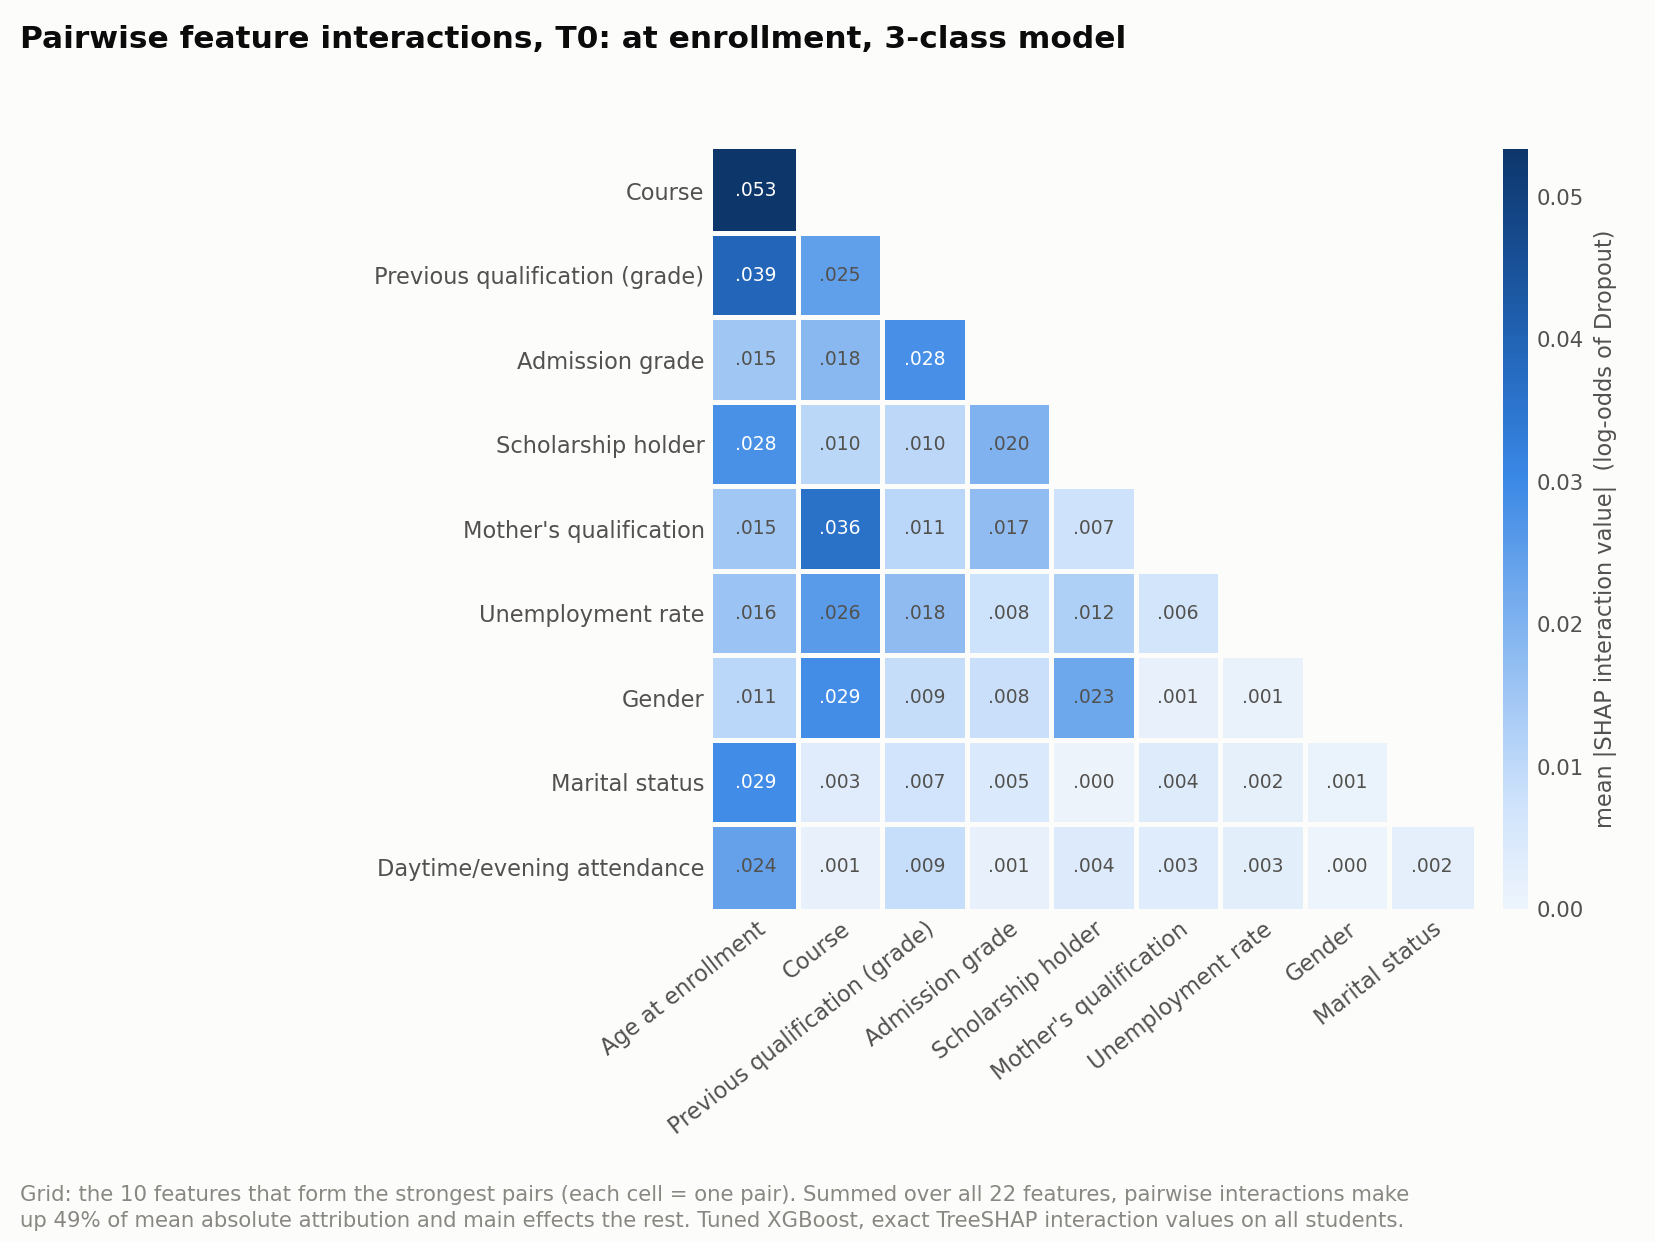 Pairwise feature interactions, T0: at enrollment, 3-class model
Course .053
Previous qualification (grade) .039 .025
Admission grade .015 .018 .028
Scholarship holder .028 .010 .010 .020
Mother's qualification .015 .036 .011 .017 .007
Unemployment rate .016 .026 .018 .008 .012 .006
Gender .011 .029 .009 .008 .023 .001 .001
Marital status .029 .003 .007 .005 .000 .004 .002 .001
Daytime/evening attendance .024 .001 .009 .001 .004 .003 .003 .000 .002
Age at enrollment
Course
Previous qualification (grade)
Admission grade
Scholarship holder
Mother's qualification
Unemployment rate
Gender
Marital status
0.05
0.04
0.03
0.02
0.01
0.00
mean |SHAP interaction value| (log-odds of Dropout)
Grid: the 10 features that form the strongest pairs (each cell = one pair). Summed over all 22 features, pairwise interactions make
up 49% of mean absolute attribution and main effects the rest. Tuned XGBoost, exact TreeSHAP interaction values on all students.